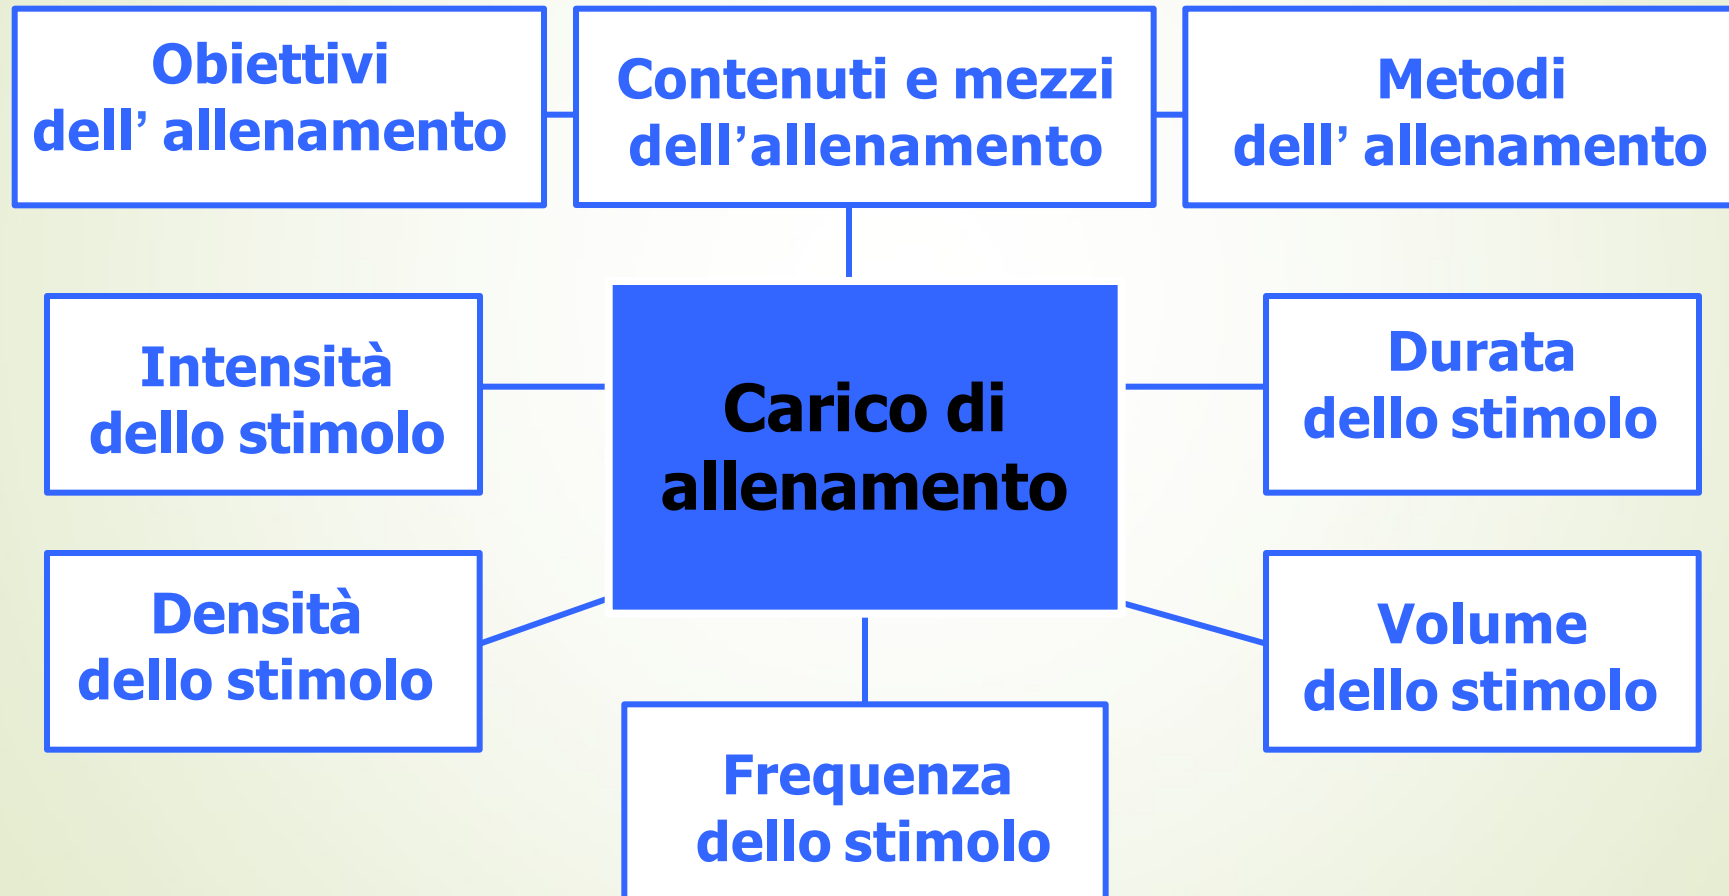 Obiettivi
dell’ allenamento
Contenuti e mezzi
dell’allenamento
Metodi
dell’ allenamento
Intensità
dello stimolo
Carico di
allenamento
Durata
dello stimolo
Densità
dello stimolo
Volume
dello stimolo
Frequenza
dello stimolo